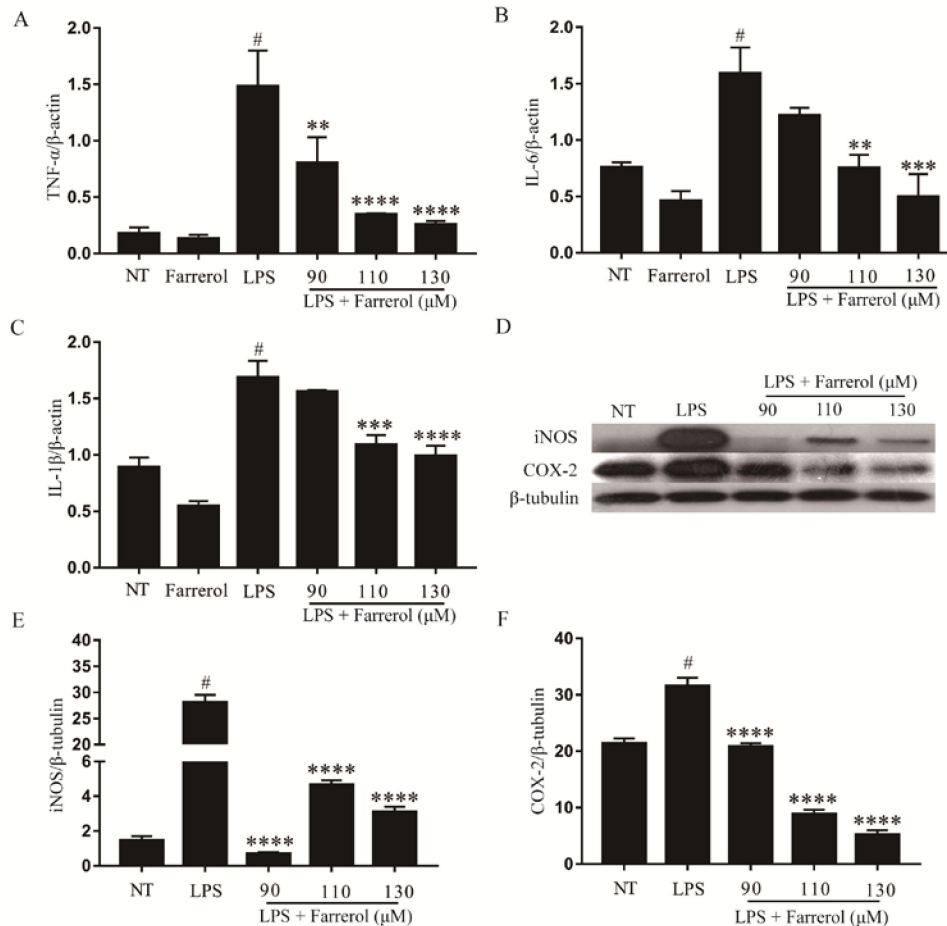 A
TNF-α/β-actin
2.0
1.5
1.0
0.5
0.0
#
**
****
****
NT Farrerol LPS 90 110 130
LPS + Farrerol (μM)
B
IL-6/β-actin
2.0
1.5
1.0
0.5
0.0
#
**
***
NT Farrerol LPS 90 110 130
LPS + Farrerol (μM)
C
IL-1β/β-actin
2.0
1.5
1.0
0.5
0.0
#
***
****
NT Farrerol LPS 90 110 130
LPS + Farrerol (μM)
D
LPS + Farrerol (μM)
NT LPS 90 110 130
iNOS
COX-2
β-tubulin
E
iNOS/β-tubulin
40
35
30
25
20
6
4
2
0
#
****
****
****
NT LPS 90 110 130
LPS + Farrerol (μM)
F
COX-2/β-tubulin
40
30
20
10
0
#
****
****
****
NT LPS 90 110 130
LPS + Farrerol (μM)